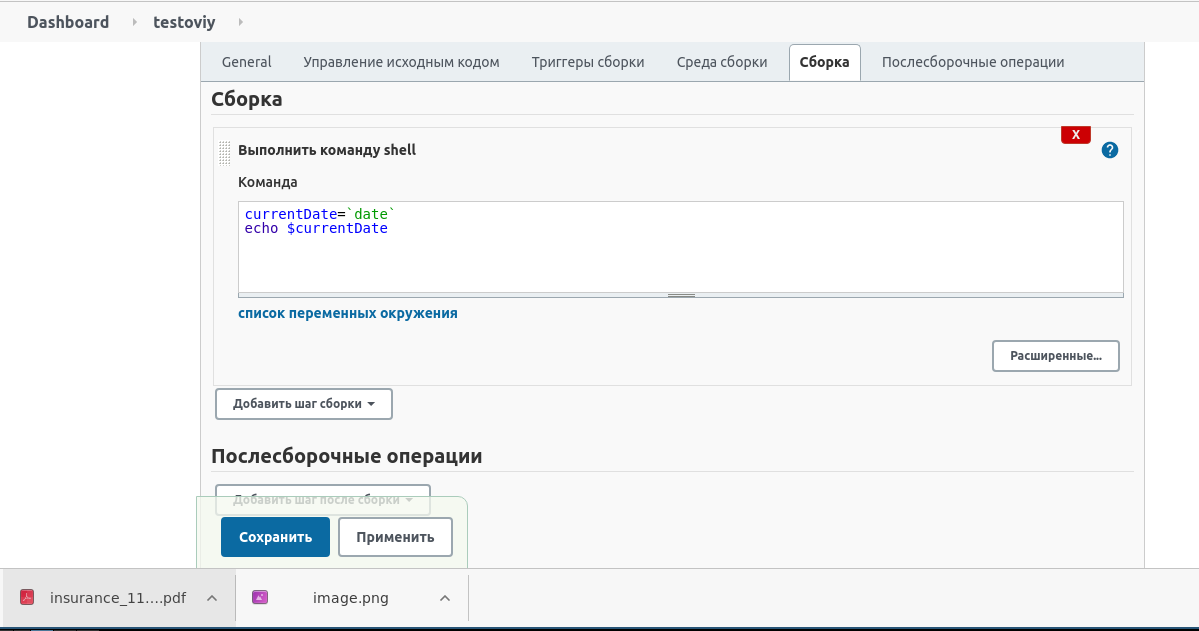 Dashboard testoviy
General Управление исходным кодом Триггеры сборки Среда сборки Сборка Послесборочные операции
Сборка
X
Выполнить команду shell
?
Команда
currentDate=`date`
echo $currentDate
список переменных окружения
Расширенные...
Добавить шаг сборки
Послесборочные операции
Добавить шаг после сборки
Сохранить Применить
insurance_11....pdf image.png